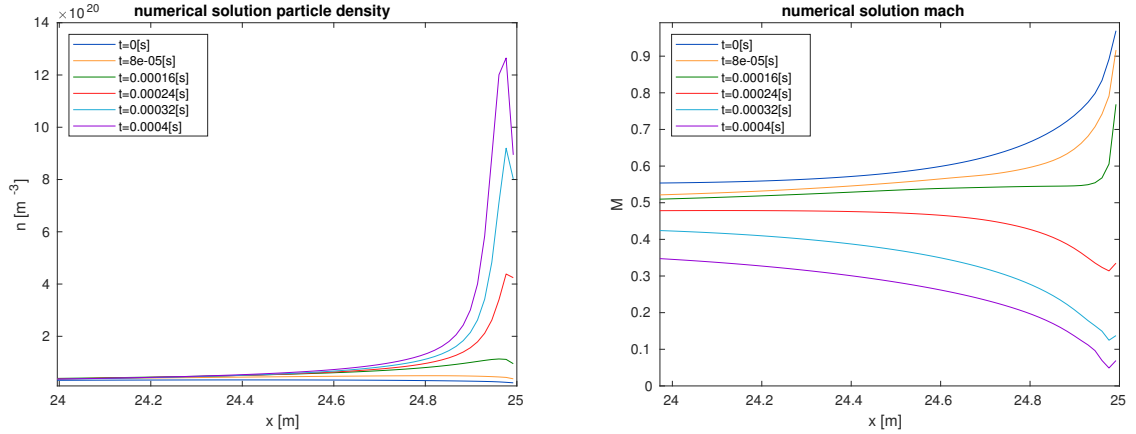 numerical solution particle density
14 × 10^20
12
10
8
6
4
2
n [m^-3]
24
24.2
24.4
24.6
24.8
25
x [m]
t=0[s]
t=8e-05[s]
t=0.00016[s]
t=0.00024[s]
t=0.00032[s]
t=0.0004[s]
numerical solution mach
0.9
0.8
0.7
0.6
0.5
0.4
0.3
0.2
0.1
0
M
24
24.2
24.4
24.6
24.8
25
x [m]
t=0[s]
t=8e-05[s]
t=0.00016[s]
t=0.00024[s]
t=0.00032[s]
t=0.0004[s]